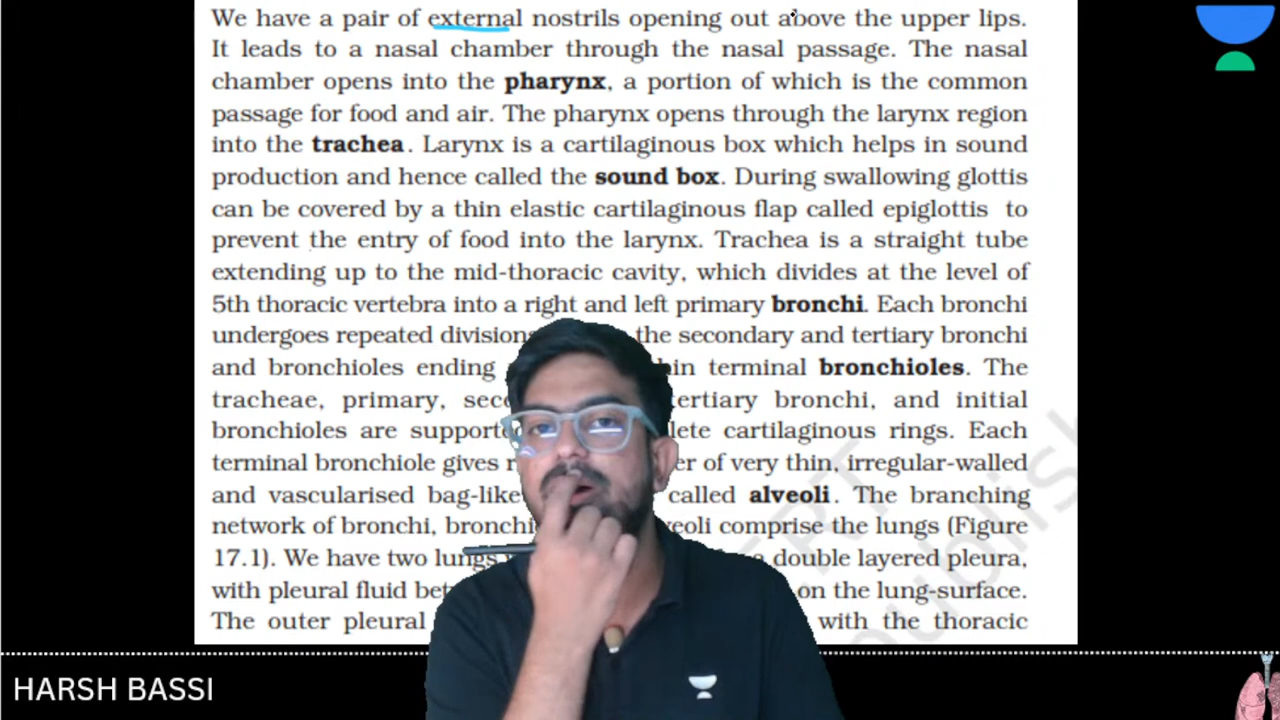 We have a pair of external nostrils opening out above the upper lips.
It leads to a nasal chamber through the nasal passage. The nasal
chamber opens into the pharynx, a portion of which is the common
passage for food and air. The pharynx opens through the larynx region
into the trachea. Larynx is a cartilaginous box which helps in sound
production and hence called the sound box. During swallowing glottis
can be covered by a thin elastic cartilaginous flap called epiglottis to
prevent the entry of food into the larynx. Trachea is a straight tube
extending up to the mid-thoracic cavity, which divides at the level of
5th thoracic vertebra into a right and left primary bronchi. Each bronchi
undergoes repeated divisions the secondary and tertiary bronchi
and bronchioles ending terminal bronchioles. The
tracheae, primary, tertiary bronchi, and initial
bronchioles are cartilaginous rings. Each
terminal bronchiole gives of very thin, irregular-walled
and vascularised bag-like called alveoli. The branching
network of bronchi, comprise the lungs (Figure
17.1). We have two lungs double layered pleura,
with pleural fluid on the lung-surface.
The outer pleural with the thoracic
HARSH BASSI